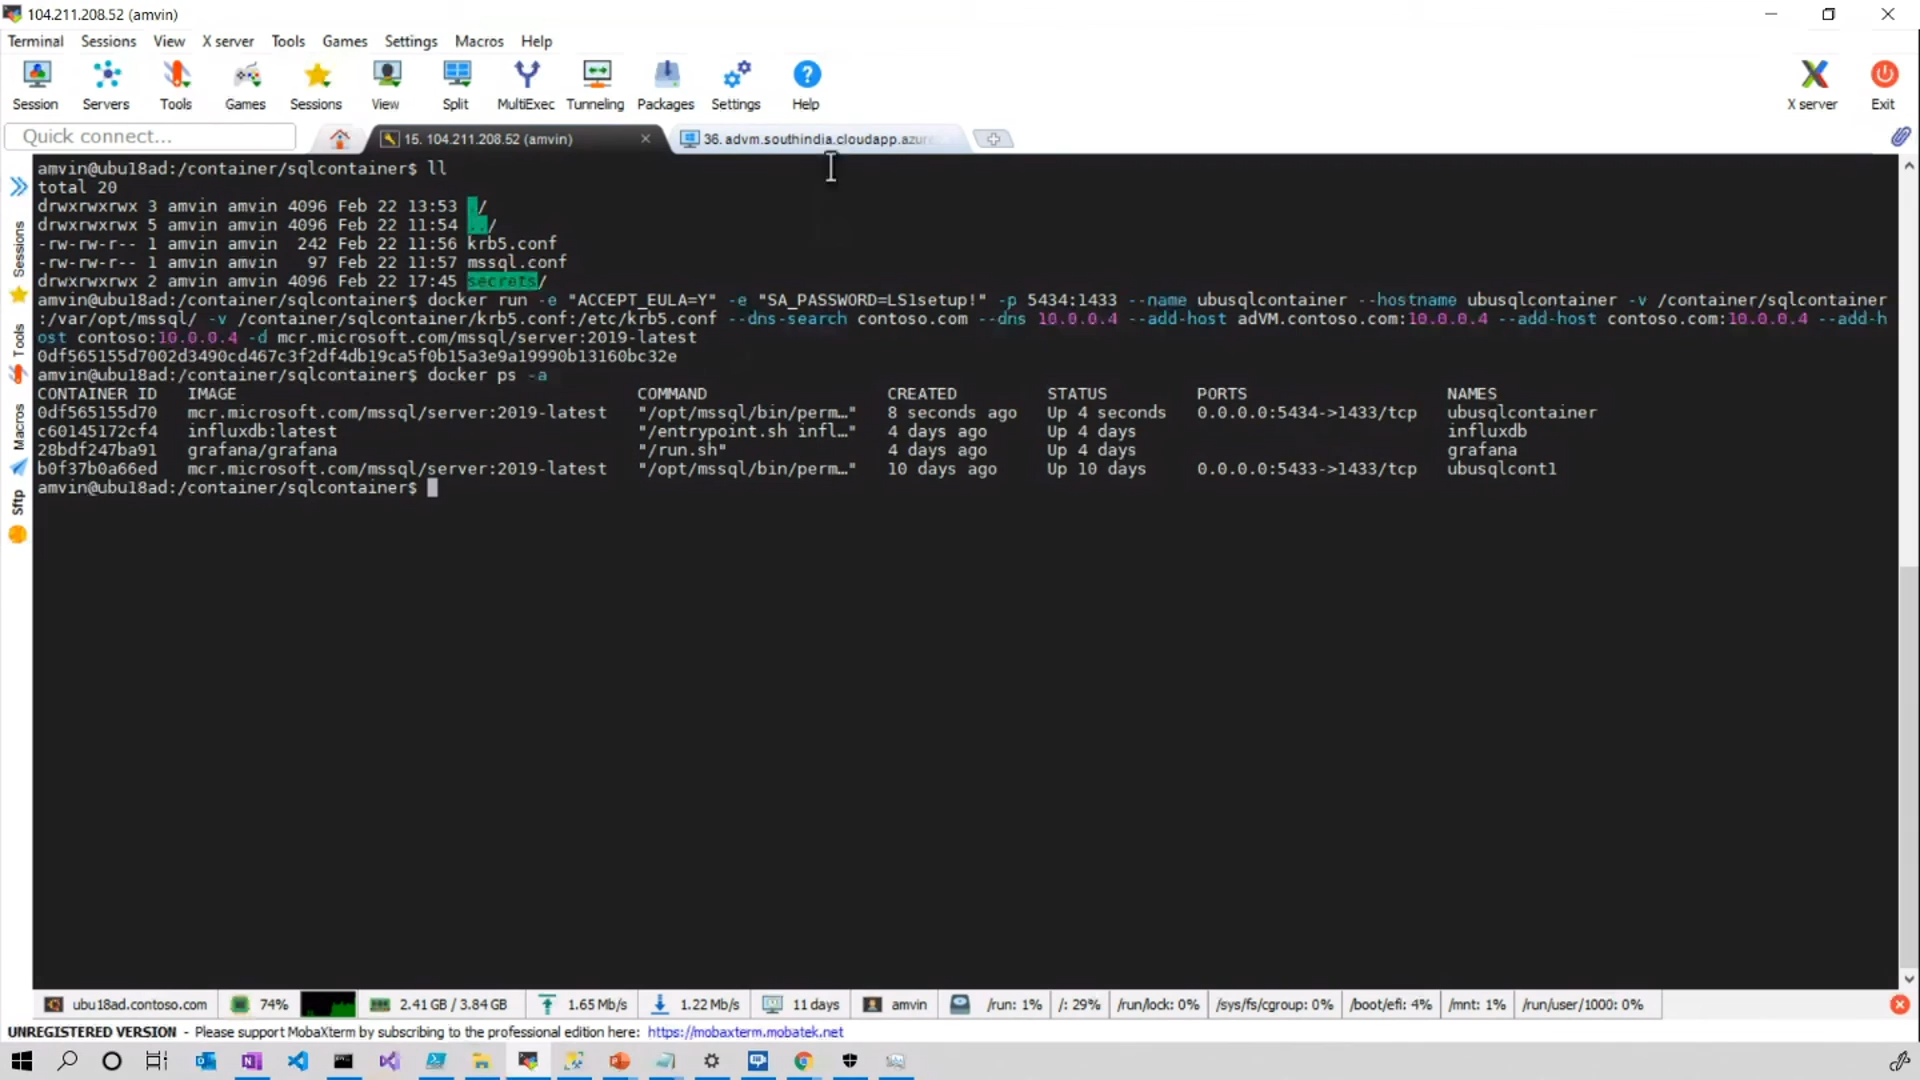 104.211.208.52 (amvin)
Terminal Sessions View X server Tools Games Settings Macros Help
Session Servers Tools Games Sessions View Split MultiExec Tunneling Packages Settings Help X server Exit
Quick connect...
15. 104.211.208.52 (amvin)
36. advm.southindia.cloudapp.azure
amvin@ubu18ad:/container/sqlcontainer$ ll
total 20
drwxrwxrwx 3 amvin amvin 4096 Feb 22 13:53 ./
drwxrwxrwx 5 amvin amvin 4096 Feb 22 11:54 ../
-rw-rw-r-- 1 amvin amvin 242 Feb 22 11:56 krb5.conf
-rw-rw-r-- 1 amvin amvin 97 Feb 22 11:57 mssql.conf
drwxrwxrwx 2 amvin amvin 4096 Feb 22 17:45 secrets/
amvin@ubu18ad:/container/sqlcontainer$ docker run -e "ACCEPT_EULA=Y" -e "SA_PASSWORD=LS1setup!" -p 5434:1433 --name ubusqlcontainer --hostname ubusqlcontainer -v /container/sqlcontainer
:/var/opt/mssql/ -v /container/sqlcontainer/krb5.conf:/etc/krb5.conf --dns-search contoso.com --dns 10.0.0.4 --add-host adVM.contoso.com:10.0.0.4 --add-host contoso.com:10.0.0.4 --add-h
ost contoso:10.0.0.4 -d mcr.microsoft.com/mssql/server:2019-latest
0df565155d7002d3490cd467c3f2df4db19ca5f0b15a3e9a19990b13160bc32e
amvin@ubu18ad:/container/sqlcontainer$ docker ps -a
CONTAINER ID IMAGE COMMAND CREATED STATUS PORTS NAMES
0df565155d70 mcr.microsoft.com/mssql/server:2019-latest "/opt/mssql/bin/perm…" 8 seconds ago Up 4 seconds 0.0.0.0:5434->1433/tcp ubusqlcontainer
c60145172cf4 influxdb:latest "/entrypoint.sh infl…" 4 days ago Up 4 days influxdb
28bdf247ba91 grafana/grafana "/run.sh" 4 days ago Up 4 days grafana
b0f37b0a66ed mcr.microsoft.com/mssql/server:2019-latest "/opt/mssql/bin/perm…" 10 days ago Up 10 days 0.0.0.0:5433->1433/tcp ubusqlcont1
amvin@ubu18ad:/container/sqlcontainer$
Sessions
Tools
Macros
Sftp
ubu18ad.contoso.com 74% 2.41 GB / 3.84 GB 1.65 Mb/s 1.22 Mb/s 11 days amvin /run: 1% /: 29% /run/lock: 0% /sys/fs/cgroup: 0% /boot/efi: 4% /mnt: 1% /run/user/1000: 0%
UNREGISTERED VERSION - Please support MobaXterm by subscribing to the professional edition here: https://mobaxterm.mobatek.net